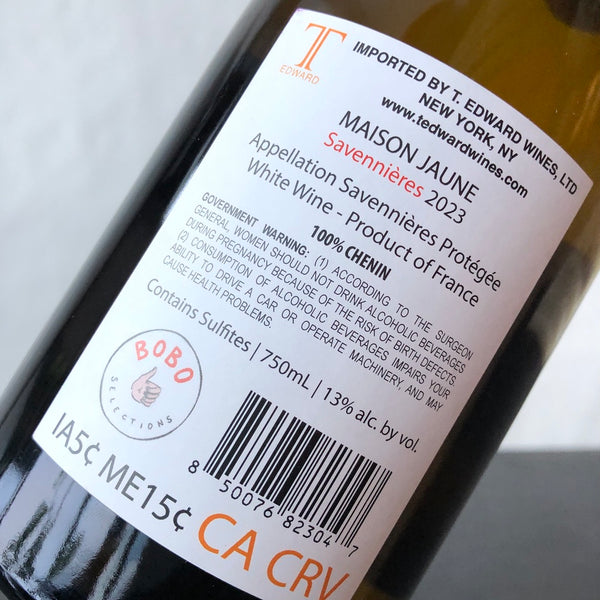 T
EDWARD
IMPORTED BY T. EDWARD WINES, LTD
NEW YORK, NY
www.tedwardwines.com
MAISON JAUNE
Savennières 2023
Appellation Savennières Protégée
White Wine - Product of France
100% CHENIN
GOVERNMENT WARNING: (1) ACCORDING TO THE SURGEON
GENERAL, WOMEN SHOULD NOT DRINK ALCOHOLIC BEVERAGES
DURING PREGNANCY BECAUSE OF THE RISK OF BIRTH DEFECTS.
(2) CONSUMPTION OF ALCOHOLIC BEVERAGES IMPAIRS YOUR
ABILITY TO DRIVE A CAR OR OPERATE MACHINERY, AND MAY
CAUSE HEALTH PROBLEMS.
Contains Sulfites | 750mL | 13% alc. by vol.
BOBO
SELECTIONS
8 50076 82304 7
IA5¢ ME15¢ CA CRV